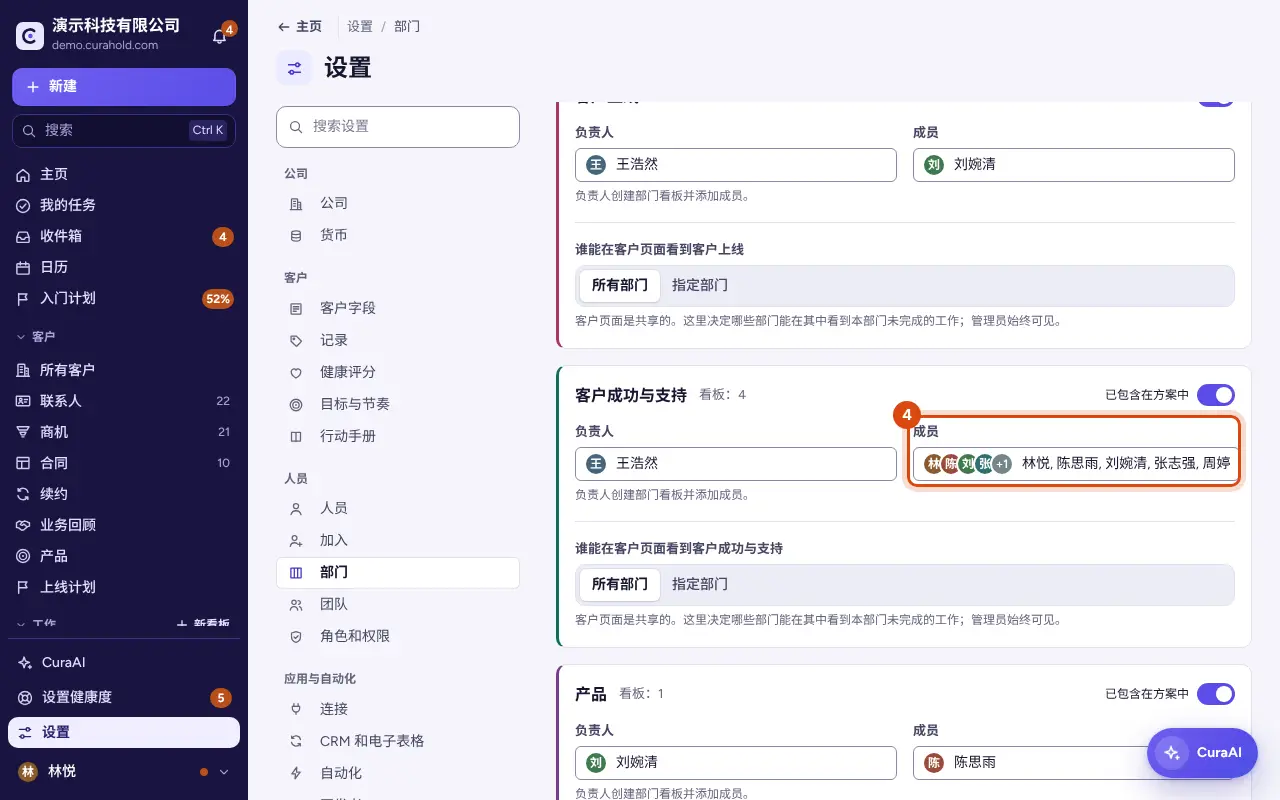 演示科技有限公司
demo.curahold.com
4
新建
搜索
Ctrl K
主页
我的任务
收件箱
4
日历
入门计划
52%
客户
所有客户
联系人
22
商机
21
合同
10
续约
业务回顾
产品
上线计划
工作
新看板
CuraAI
设置健康度
5
设置
林
林悦
主页
设置 / 部门
设置
搜索设置
公司
公司
货币
客户
客户字段
记录
健康评分
目标与节奏
行动手册
人员
人员
加入
部门
团队
角色和权限
应用与自动化
连接
CRM 和电子表格
自动化
负责人
成员
王 王浩然
刘 刘婉清
负责人创建部门看板并添加成员。
谁能在客户页面看到客户上线
所有部门
指定部门
客户页面是共享的。这里决定哪些部门能在其中看到本部门未完成的工作；管理员始终可见。
客户成功与支持
看板：4
已包含在方案中
4
负责人
成员
王 王浩然
林 陈 刘 张 +1 林悦, 陈思雨, 刘婉清, 张志强, 周婷
负责人创建部门看板并添加成员。
谁能在客户页面看到客户成功与支持
所有部门
指定部门
客户页面是共享的。这里决定哪些部门能在其中看到本部门未完成的工作；管理员始终可见。
产品
看板：1
已包含在方案中
负责人
成员
刘 刘婉清
陈 陈思雨
负责人创建部门看板并添加成员。
CuraAI